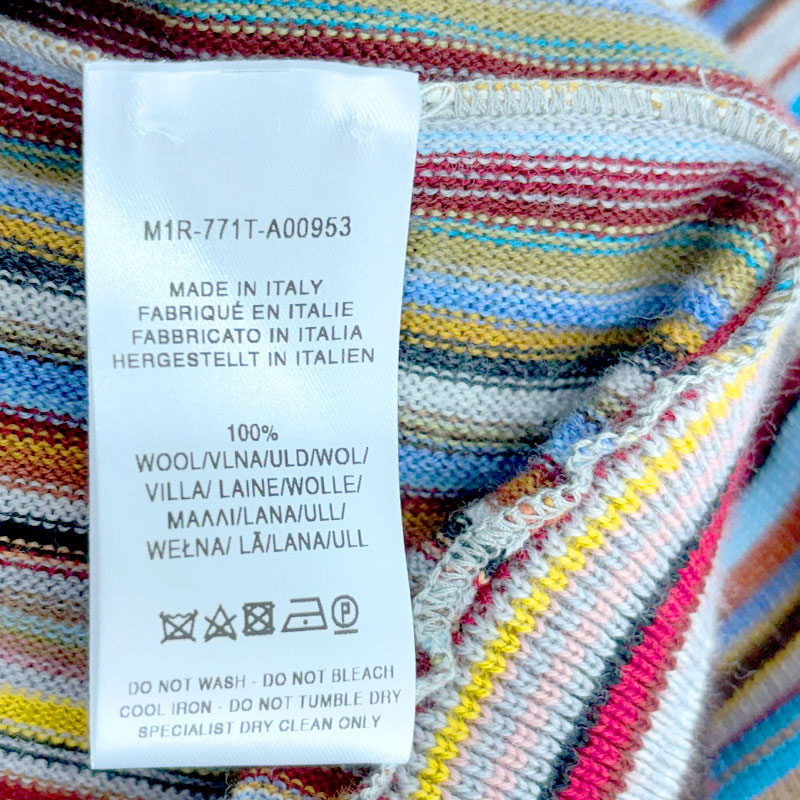 M1R-771T-A00953
MADE IN ITALY
FABRIQUÉ EN ITALIE
FABBRICATO IN ITALIA
HERGESTELLT IN ITALIEN
100%
WOOL/VLNA/ULD/WOL/
VILLA/ LAINE/WOLLE/
ΜΑΛΛΙ/LANA/ULL/
WEŁNA/ LĀ/LANA/ULL
P
DO NOT WASH - DO NOT BLEACH
COOL IRON - DO NOT TUMBLE DRY
SPECIALIST DRY CLEAN ONLY